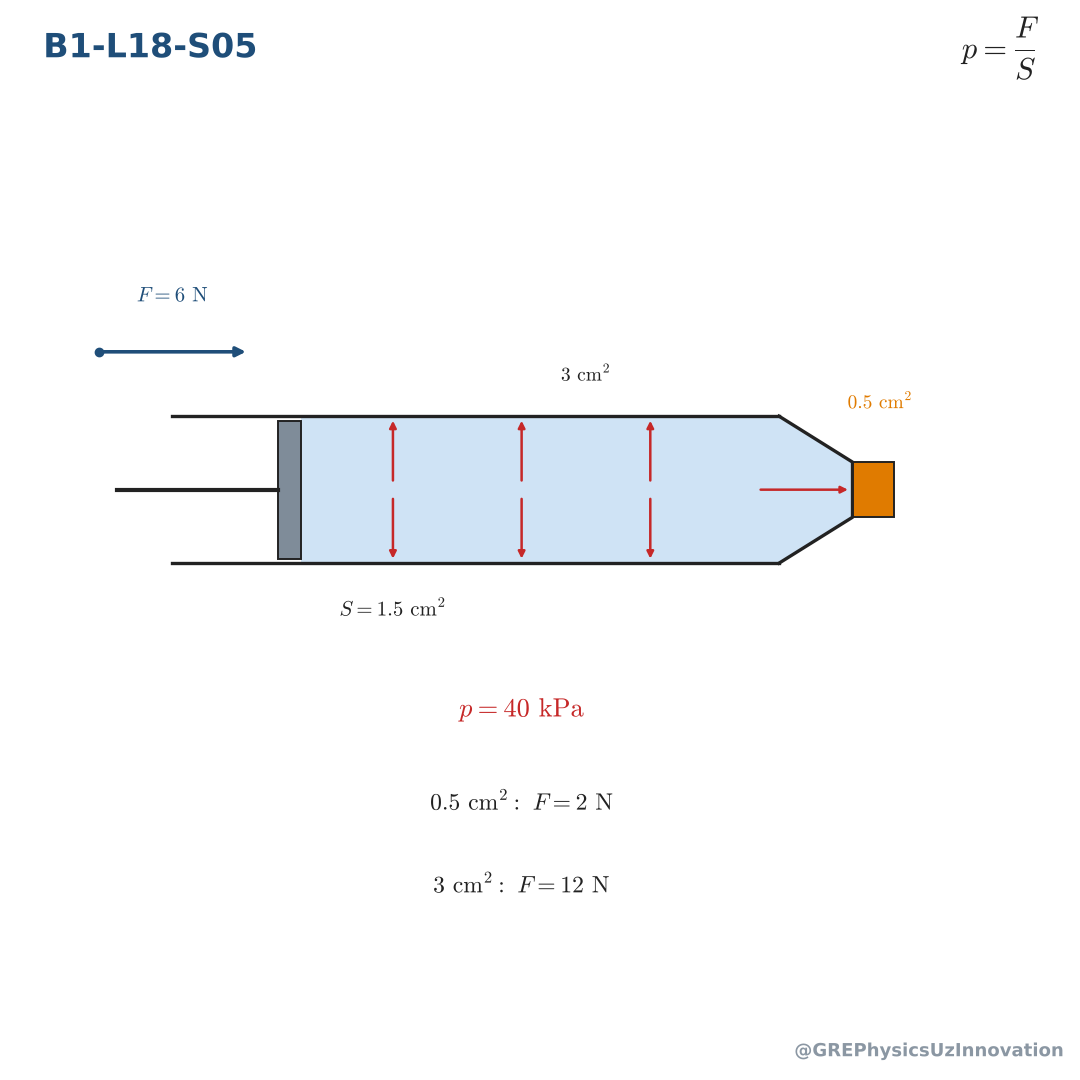 B1-L18-S05
p = F/S
F = 6 N
3 cm²
0.5 cm²
S = 1.5 cm²
p = 40 kPa
0.5 cm² : F = 2 N
3 cm² : F = 12 N
@GREPhysicsUzInnovation